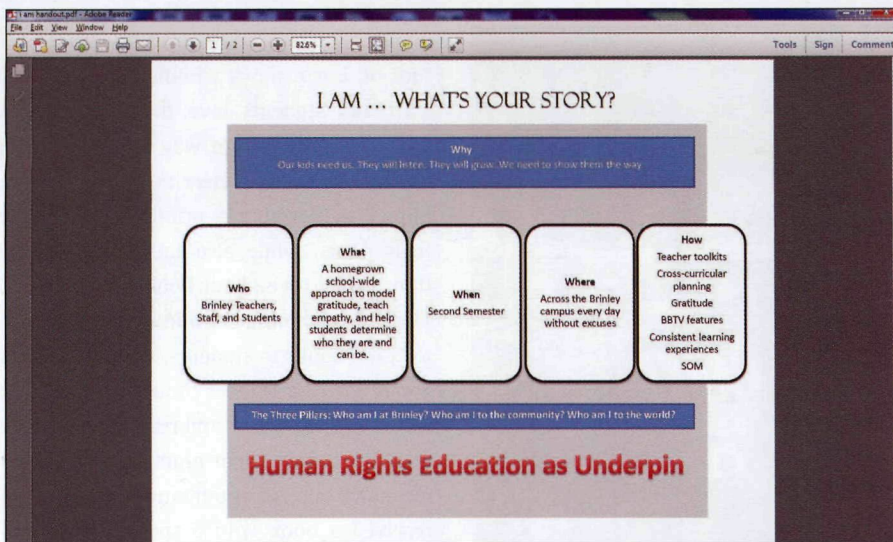 i am handout.pdf - Adobe Reader
File Edit View Window Help
1 / 2
82.6%
Tools Sign Comment
I AM ... WHAT'S YOUR STORY?
Why
Our kids need us. They will listen. They will grow. We need to show them the way
Who
Brinley Teachers,
Staff, and Students
What
A homegrown
school-wide
approach to model
gratitude, teach
empathy, and help
students determine
who they are and
can be.
When
Second Semester
Where
Across the Brinley
campus every day
without excuses
How
Teacher toolkits
Cross-curricular
planning
Gratitude
BBTV features
Consistent learning
experiences
SOM
The Three Pillars: Who am I at Brinley? Who am I to the community? Who am I to the world?
Human Rights Education as Underpin